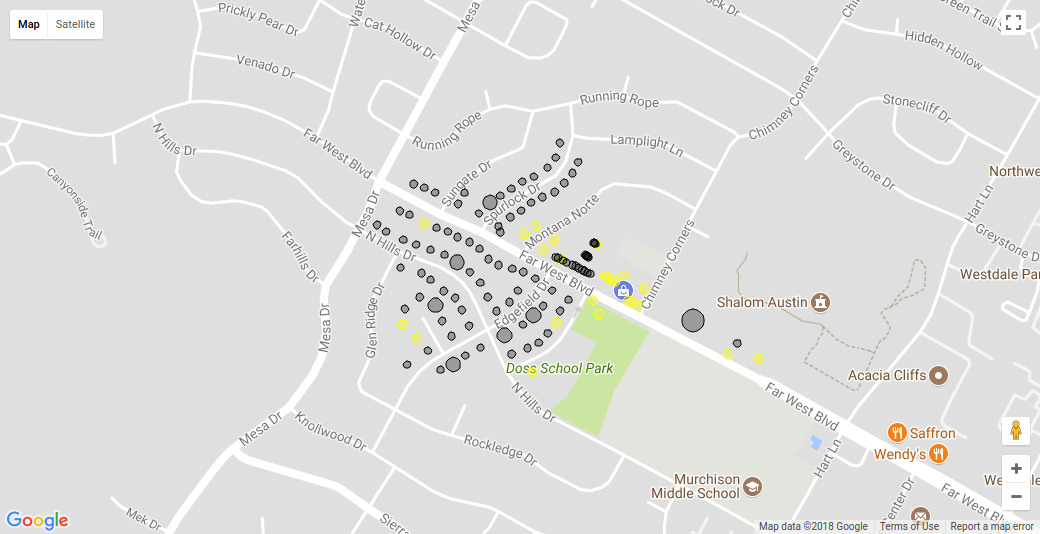 Map
Satellite
Prickly Pear Dr
Cat Hollow Dr
Mesa
Venado Dr
Hidden Hollow
Running Rope
Stonecliff Dr
Chimney Corners
N Hills Dr
Far West Blvd
Running Rope
Lamplight Ln
Greystone Dr
Canyonside Trail
Sungate Dr
Spurlock Dr
Hart Ln
Mesa Dr
Montana Norte
Farhills Dr
N Hills Dr
Far West Blvd
Chimney Corners
Shalom Austin
Glen Ridge Dr
Edgefield Dr
Mesa Dr
Doss School Park
Acacia Cliffs
N Hills Dr
Far West Blvd
Mesa Dr
Knollwood Dr
Saffron
Wendy's
Rockledge Dr
Hart Ln
Murchison
Middle School
Mek Dr
Sierra
Far West Blvd
Center Dr
Google
Map data ©2018 Google
Terms of Use
Report a map error